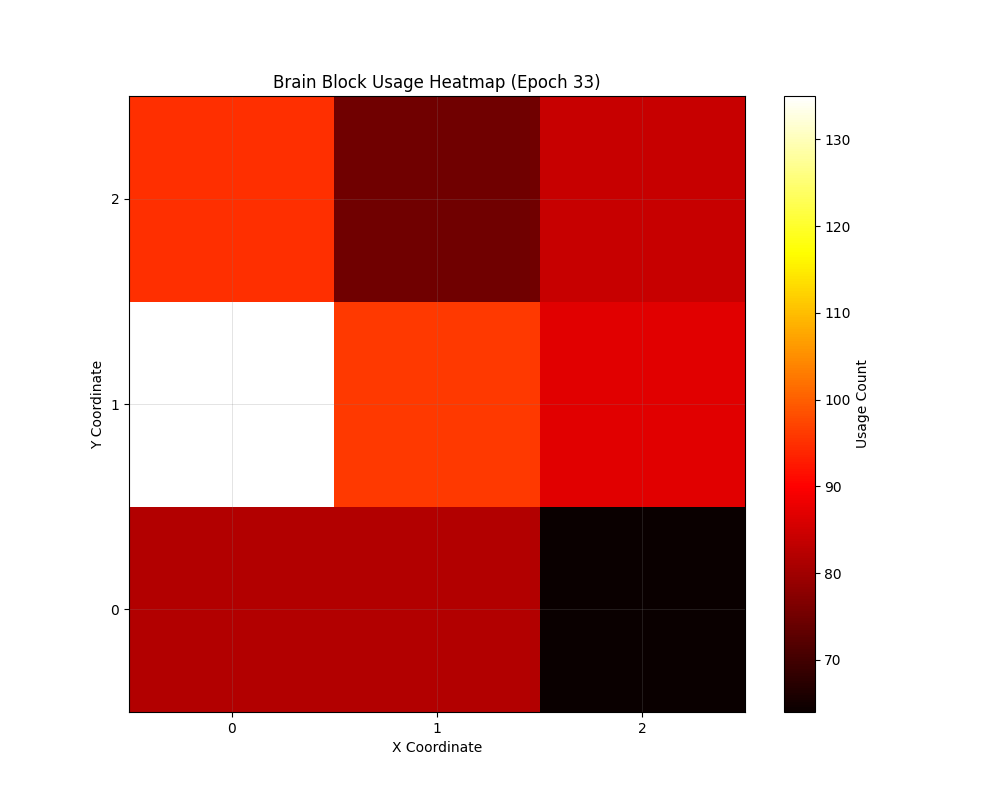 Brain Block Usage Heatmap (Epoch 33)
2
1
0
Y Coordinate
0 1 2
X Coordinate
130
120
110
100
90
80
70
Usage Count